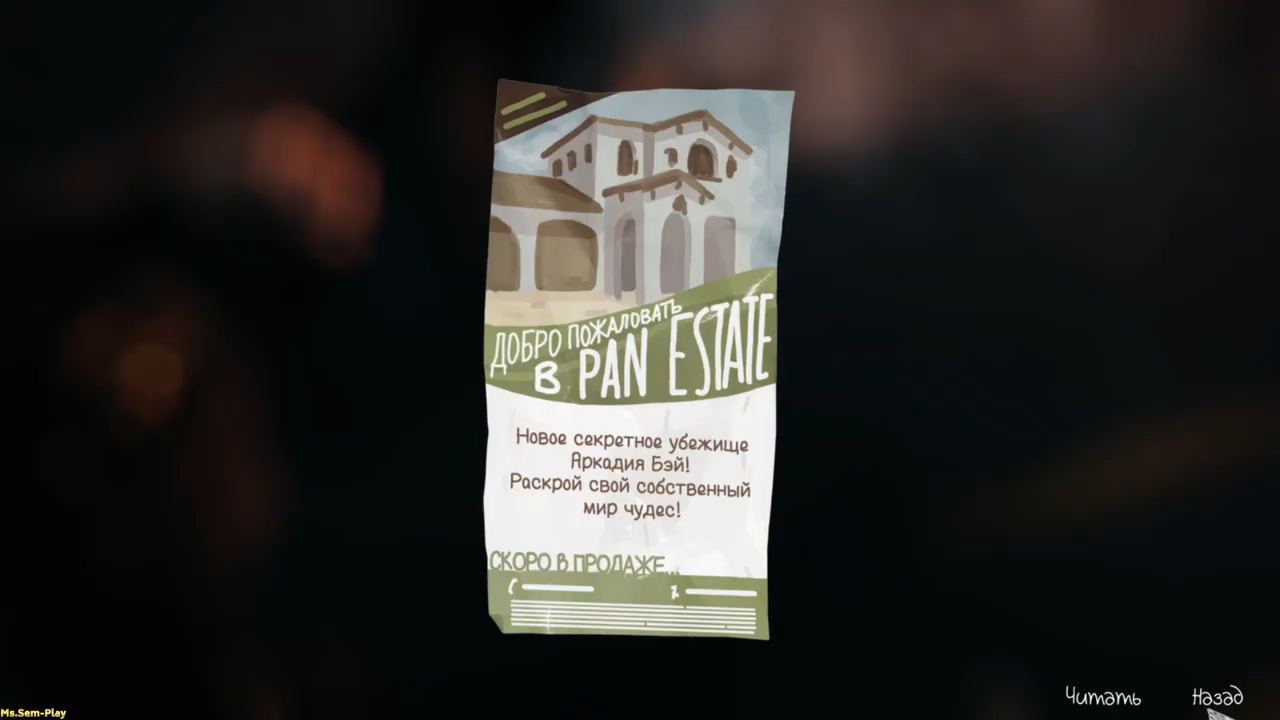 ДОБРО ПОЖАЛОВАТЬ
В PAN ESTATE
Новое секретное убежище
Аркадия Бэй!
Раскрой свой собственный
мир чудес!
СКОРО В ПРОДАЖЕ...
Читать
Назад
Ms.Sem-Play